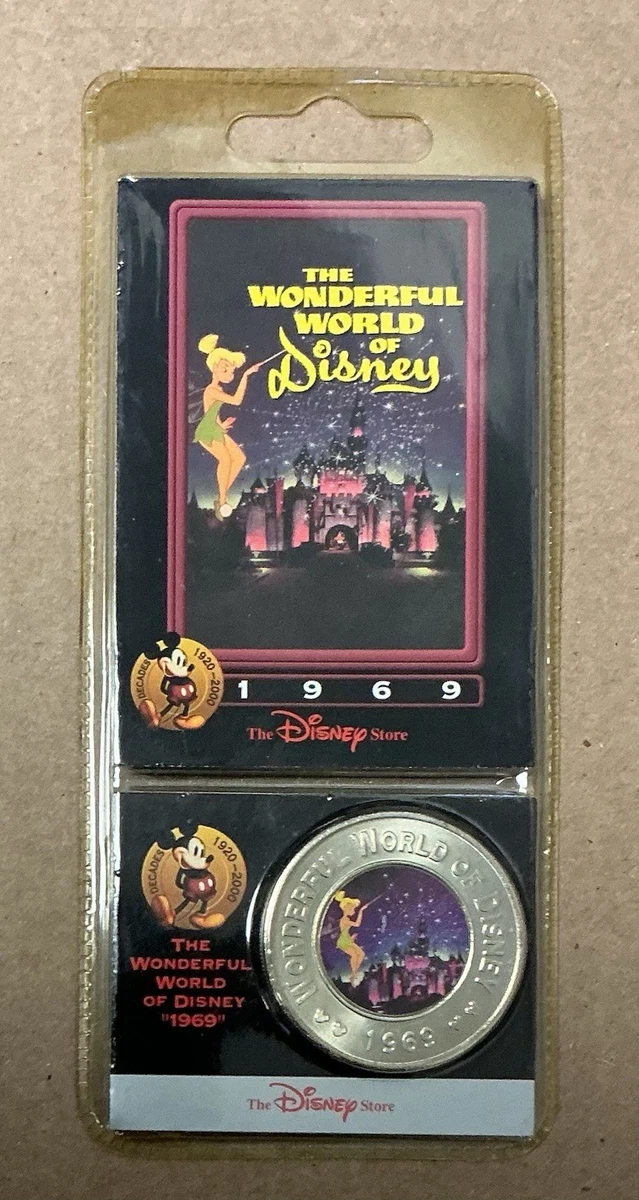 THE
WONDERFUL
WORLD
OF
Disney
DECADES 1920-2000
1 9 6 9
The DISNEY Store
DECADES 1920-2000
THE
WONDERFUL
WORLD
OF DISNEY
"1969"
WONDERFUL WORLD OF DISNEY
1969
The DISNEY Store